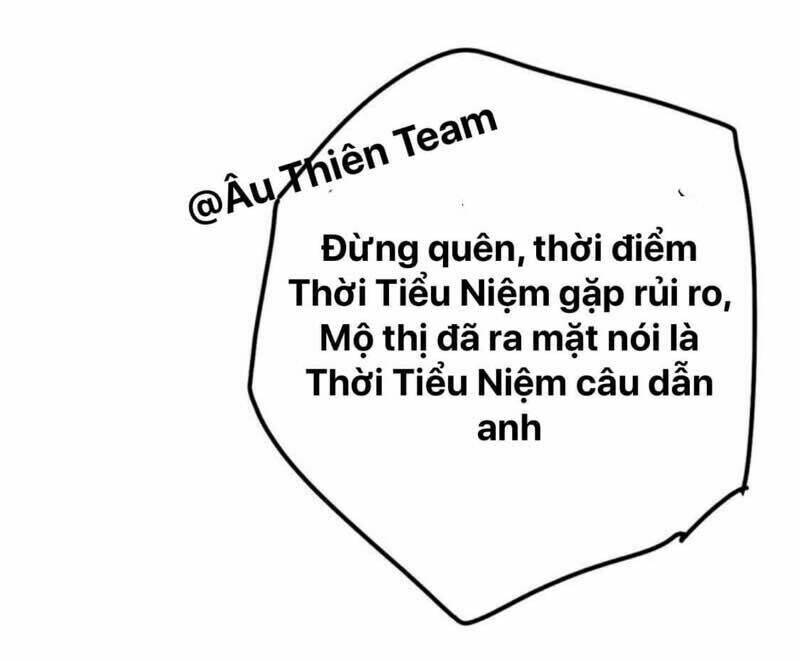 @Âu Thiên Team
Đừng quên, thời điểm
Thời Tiểu Niệm gặp rủi ro,
Mộ thị đã ra mặt nói là
Thời Tiểu Niệm câu dẫn
anh